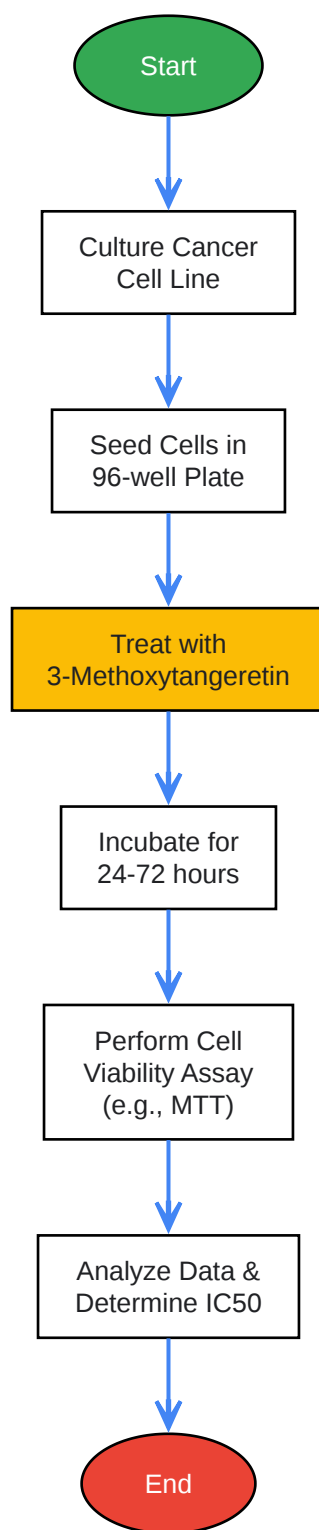 Start
Culture Cancer
Cell Line
Seed Cells in
96-well Plate
Treat with
3-Methoxytangeretin
Incubate for
24-72 hours
Perform Cell
Viability Assay
(e.g., MTT)
Analyze Data &
Determine IC50
End